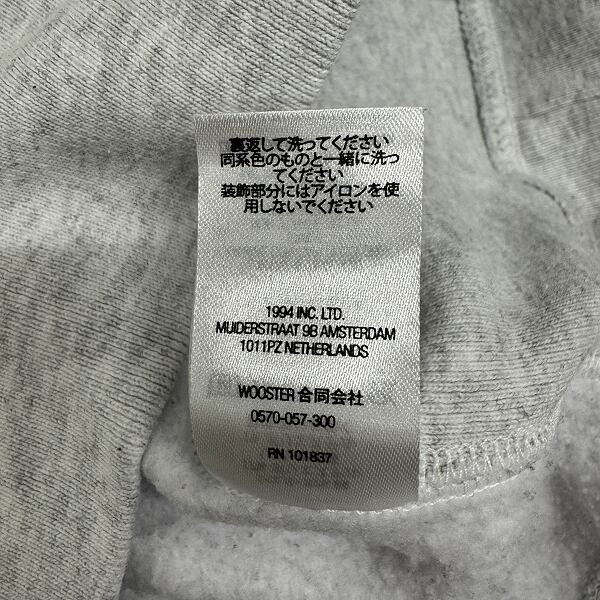 裏返して洗ってください
同系色のものと一緒に洗っ
てください
装飾部分にはアイロンを使
用しないでください
1994 INC. LTD.
MUIDERSTRAAT 9B AMSTERDAM
1011PZ NETHERLANDS
WOOSTER 合同会社
0570-057-300
RN 101837